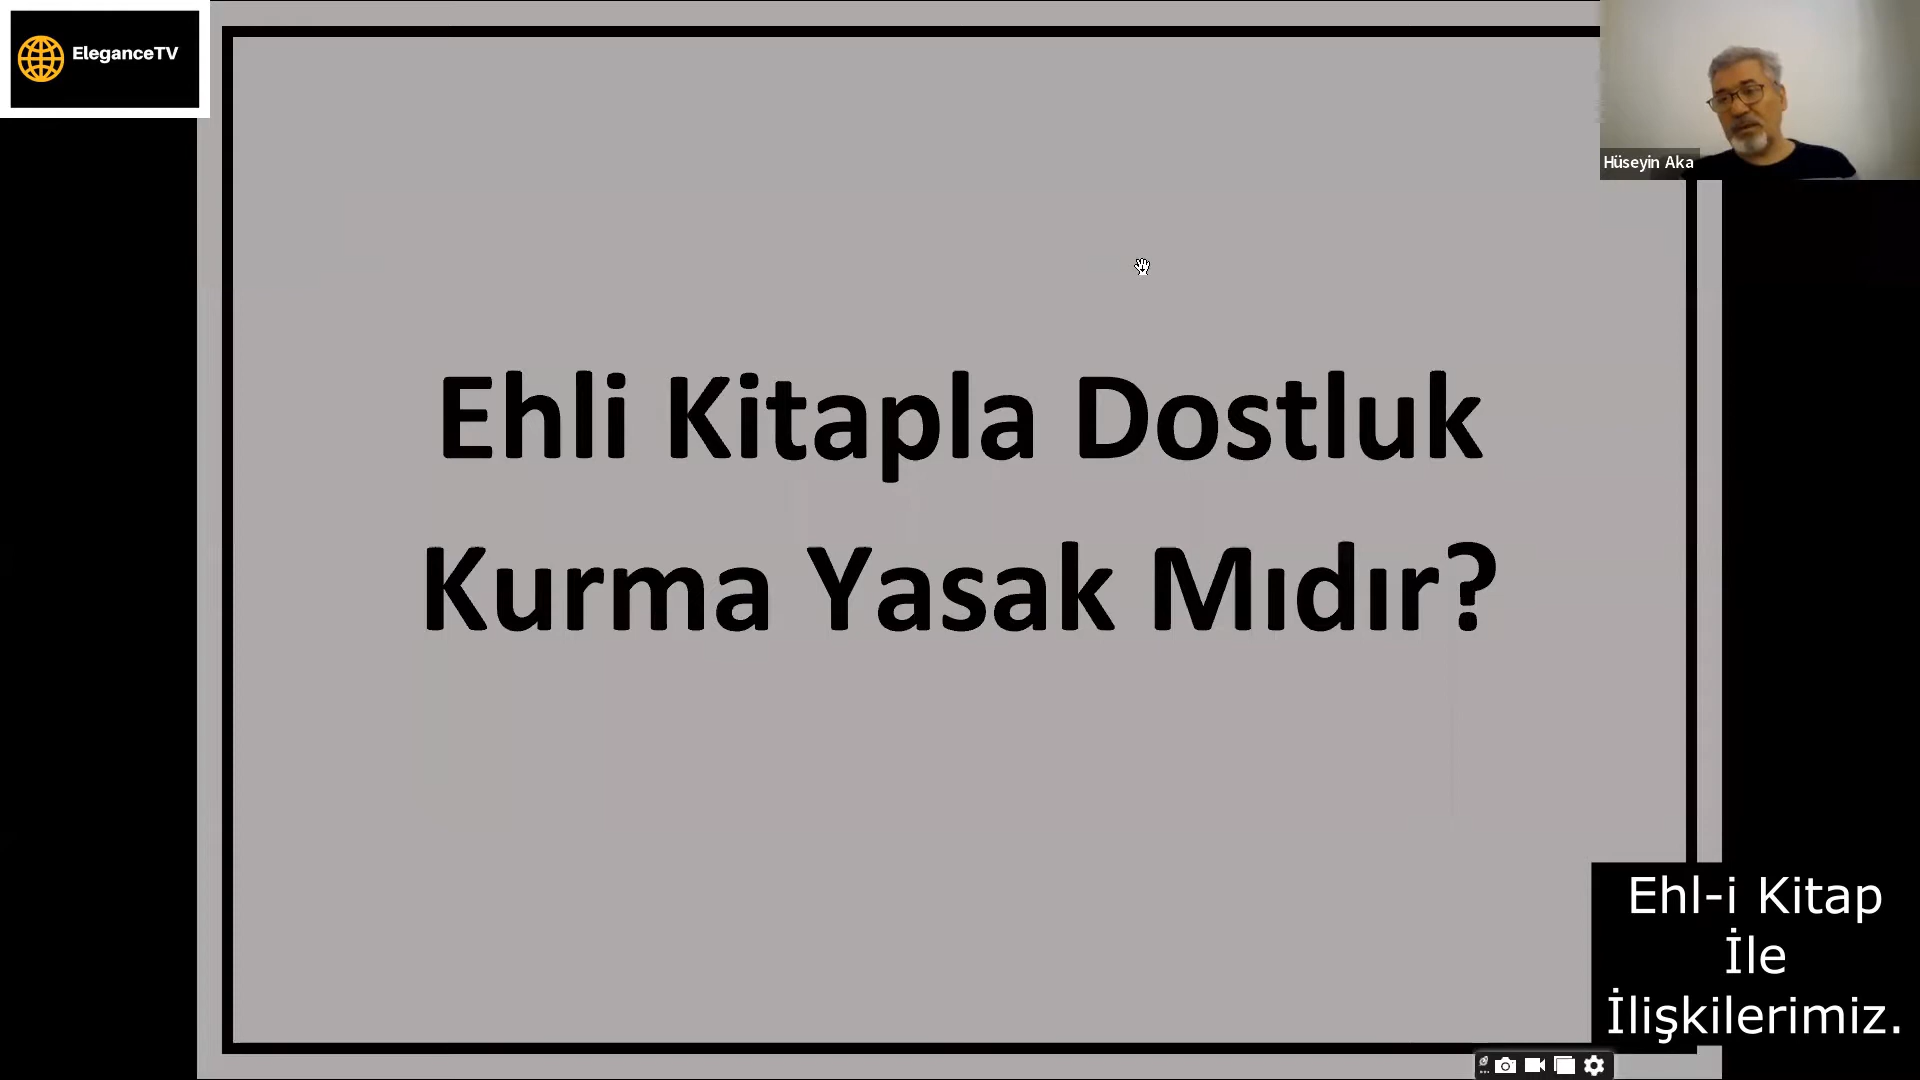 EleganceTV
Hüseyin Aka
Ehli Kitapla Dostluk
Kurma Yasak Mıdır?
Ehl-i Kitap
İle
İlişkilerimiz.